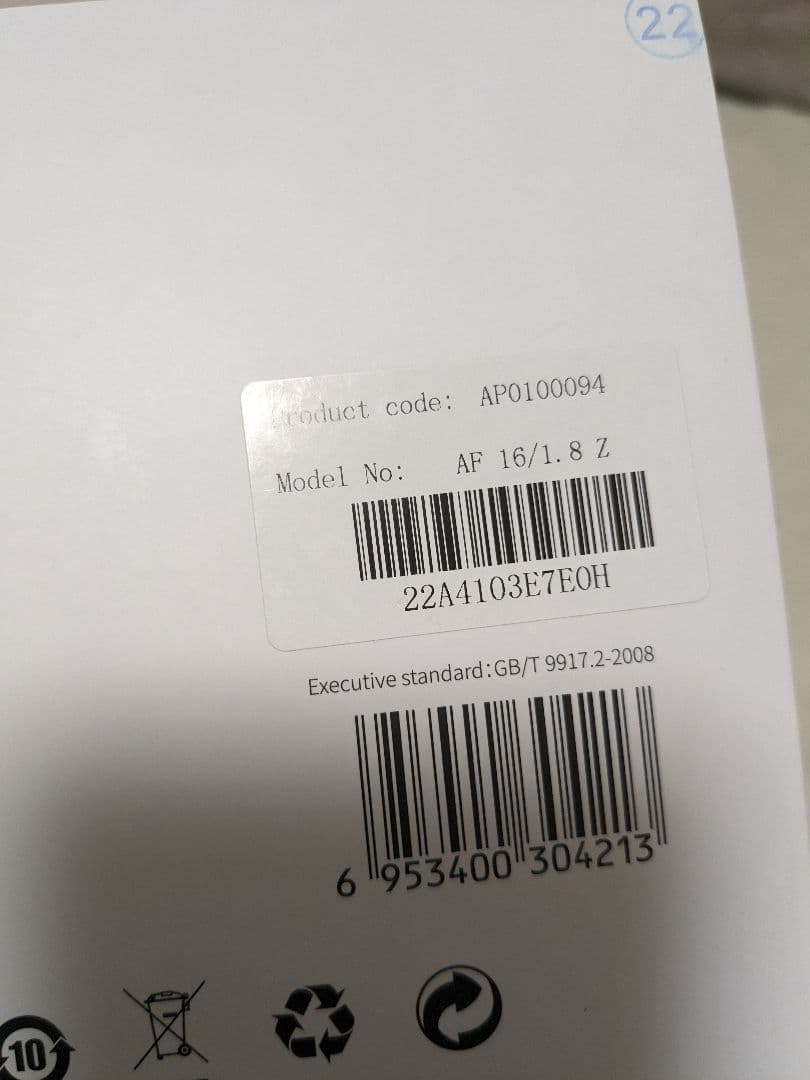 22
Product code: AP0100094
Model No: AF 16/1.8 Z
22A4103E7E0H
Executive standard:GB/T 9917.2-2008
6 953400 304213
10